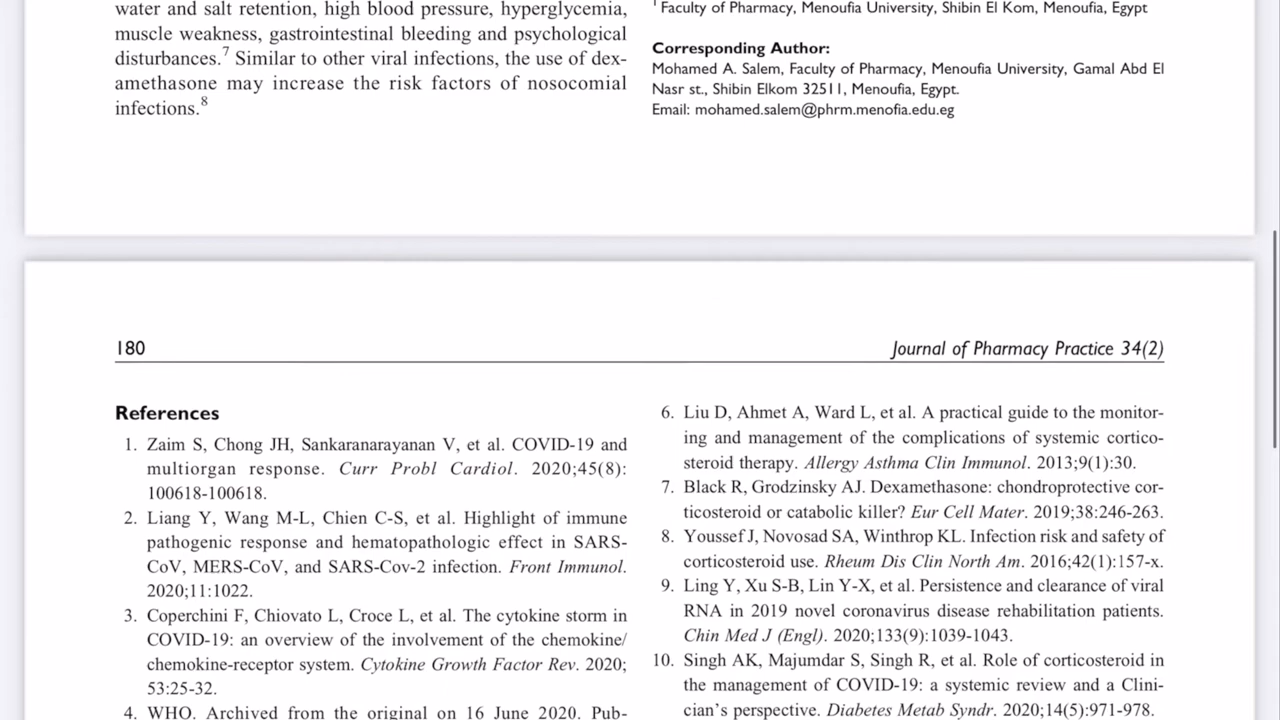 water and salt retention, high blood pressure, hyperglycemia,
muscle weakness, gastrointestinal bleeding and psychological
disturbances.7 Similar to other viral infections, the use of dex-
amethasone may increase the risk factors of nosocomial
infections.8
1 Faculty of Pharmacy, Menoufia University, Shibin El Kom, Menoufia, Egypt
Corresponding Author:
Mohamed A. Salem, Faculty of Pharmacy, Menoufia University, Gamal Abd El
Nasr st., Shibin Elkom 32511, Menoufia, Egypt.
Email: mohamed.salem@phrm.menofia.edu.eg
180
Journal of Pharmacy Practice 34(2)
References
1. Zaim S, Chong JH, Sankaranarayanan V, et al. COVID-19 and
multiorgan response. Curr Probl Cardiol. 2020;45(8):
100618-100618.
2. Liang Y, Wang M-L, Chien C-S, et al. Highlight of immune
pathogenic response and hematopathologic effect in SARS-
CoV, MERS-CoV, and SARS-Cov-2 infection. Front Immunol.
2020;11:1022.
3. Coperchini F, Chiovato L, Croce L, et al. The cytokine storm in
COVID-19: an overview of the involvement of the chemokine/
chemokine-receptor system. Cytokine Growth Factor Rev. 2020;
53:25-32.
4. WHO. Archived from the original on 16 June 2020. Pub-
6. Liu D, Ahmet A, Ward L, et al. A practical guide to the monitor-
ing and management of the complications of systemic cortico-
steroid therapy. Allergy Asthma Clin Immunol. 2013;9(1):30.
7. Black R, Grodzinsky AJ. Dexamethasone: chondroprotective cor-
ticosteroid or catabolic killer? Eur Cell Mater. 2019;38:246-263.
8. Youssef J, Novosad SA, Winthrop KL. Infection risk and safety of
corticosteroid use. Rheum Dis Clin North Am. 2016;42(1):157-x.
9. Ling Y, Xu S-B, Lin Y-X, et al. Persistence and clearance of viral
RNA in 2019 novel coronavirus disease rehabilitation patients.
Chin Med J (Engl). 2020;133(9):1039-1043.
10. Singh AK, Majumdar S, Singh R, et al. Role of corticosteroid in
the management of COVID-19: a systemic review and a Clini-
cian's perspective. Diabetes Metab Syndr. 2020;14(5):971-978.